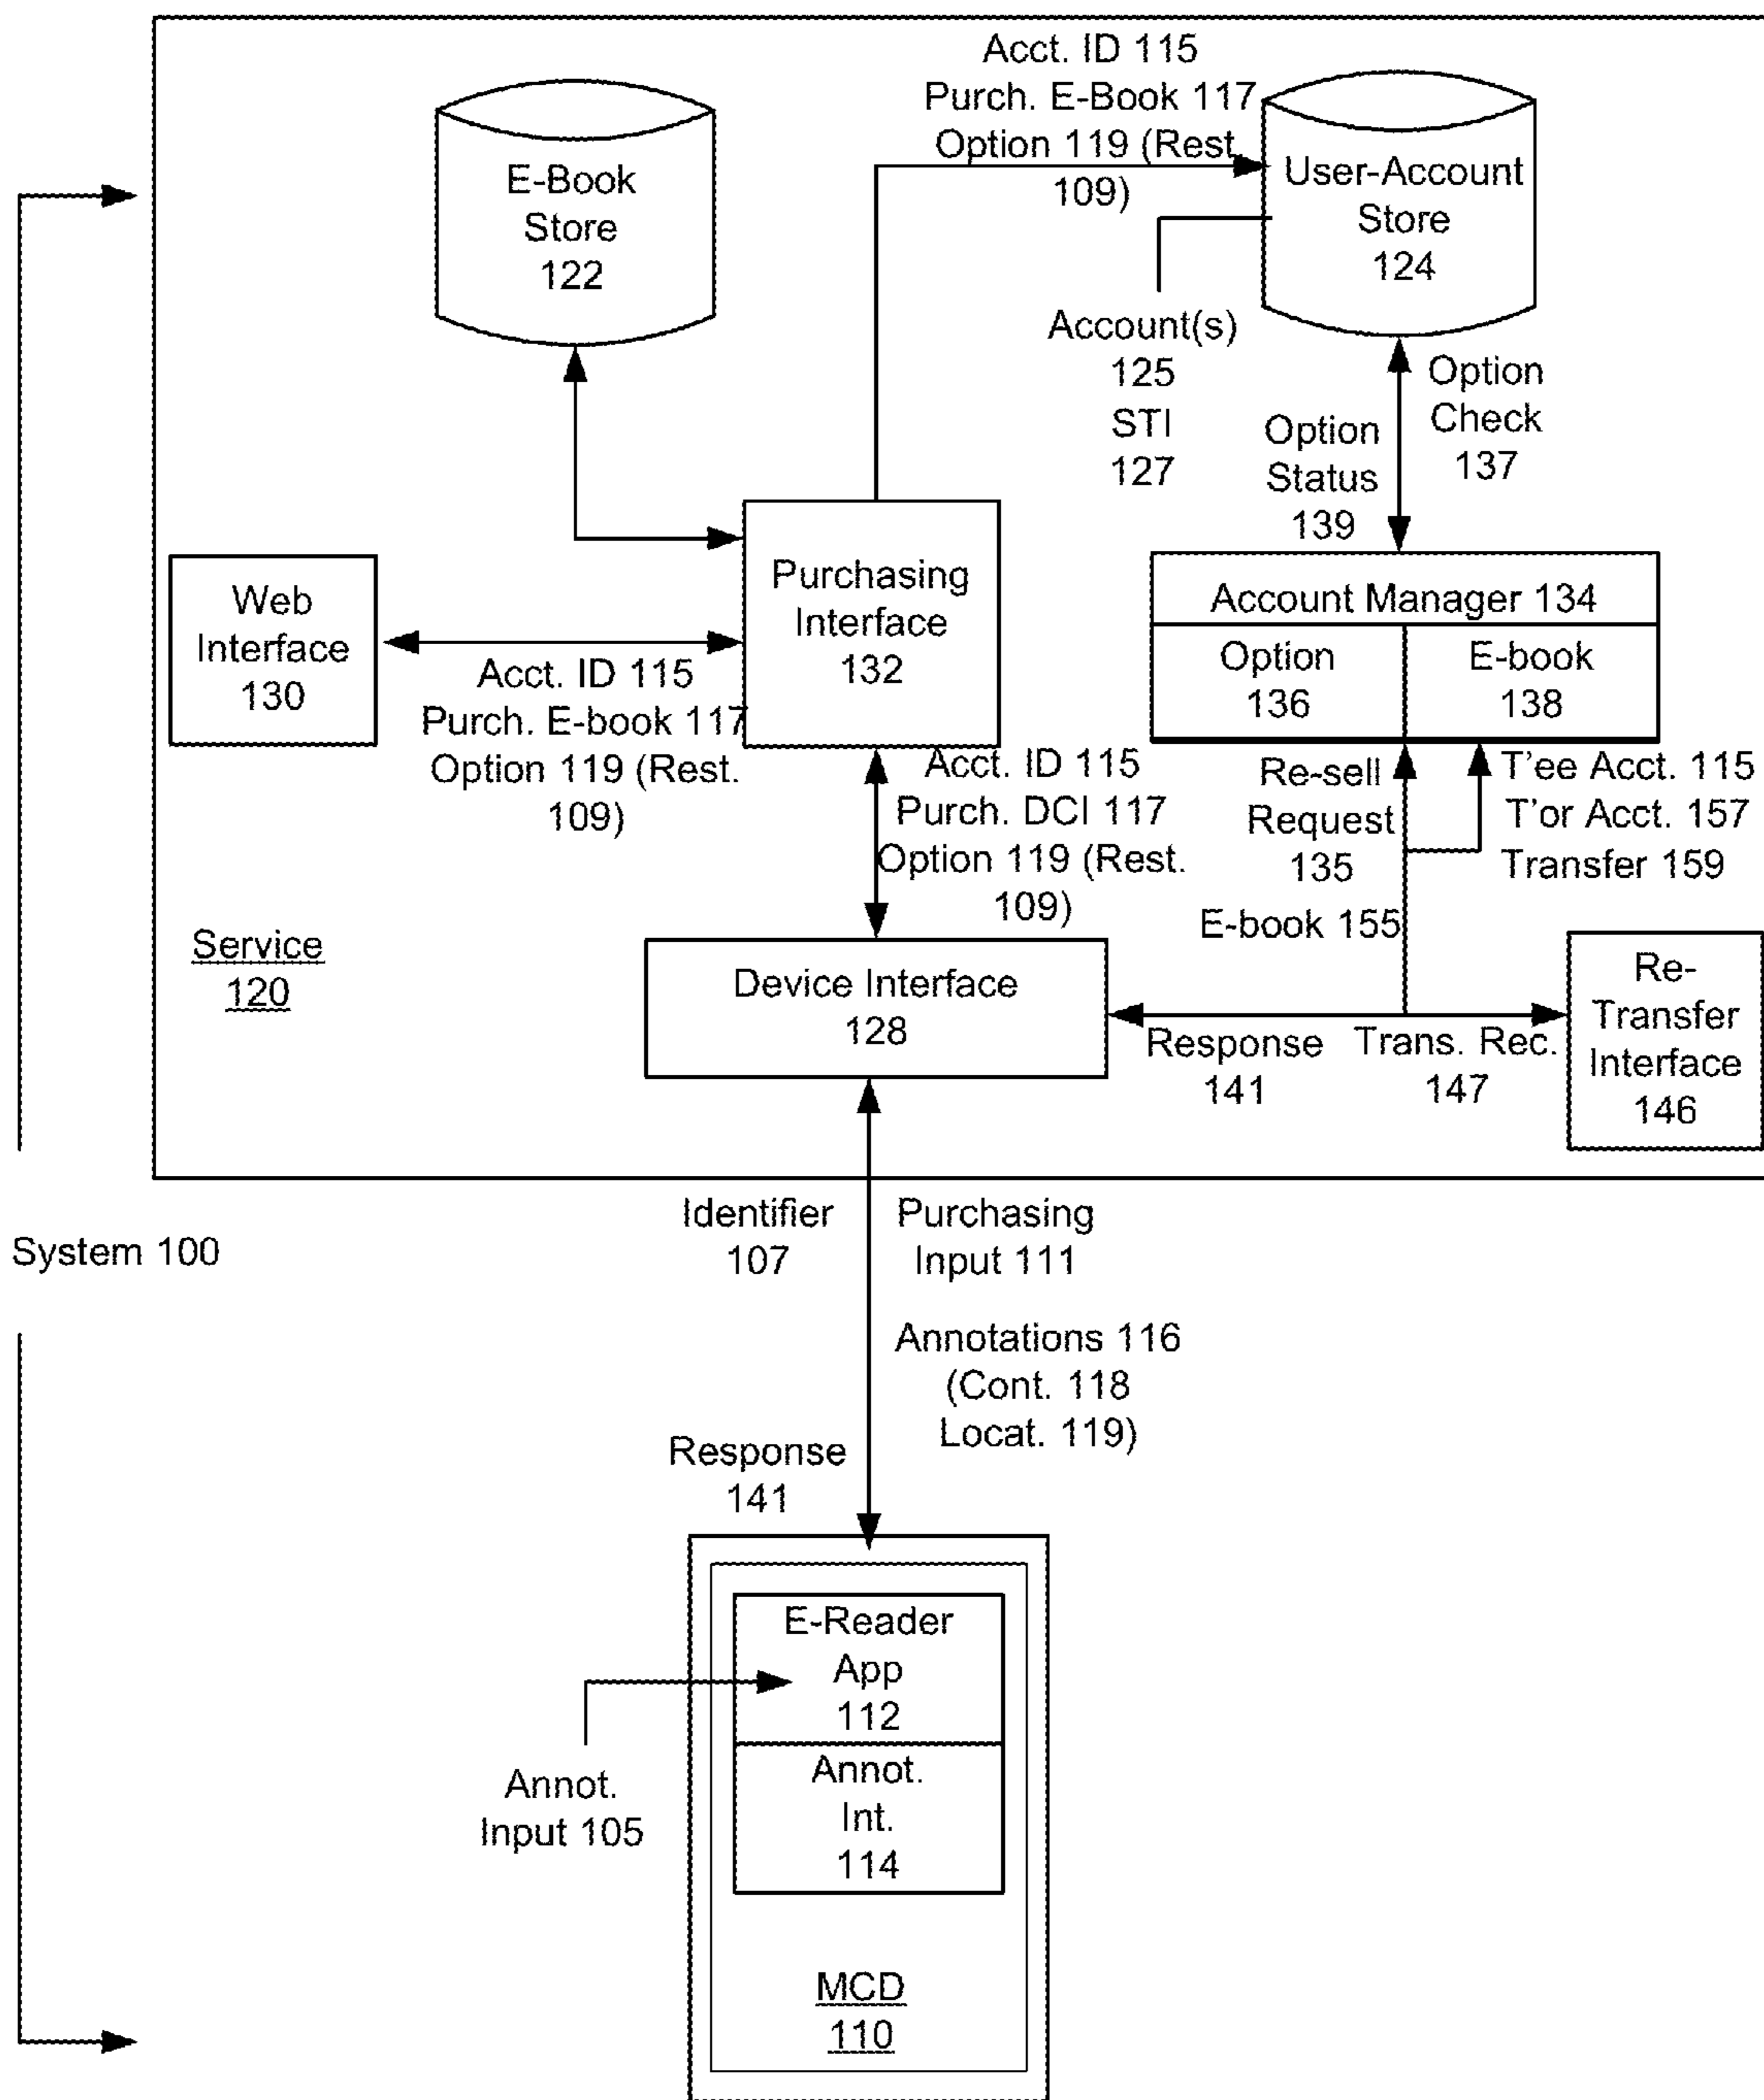 Acct. ID 115
Purch. E-Book 117
Option 119 (Rest.
109)
E-Book
Store
122
User-Account
Store
124
Account(s)
125
STI
127
Option
Status
139
Option
Check
137
Web
Interface
130
Acct. ID 115
Purch. E-book 117
Option 119 (Rest.
109)
Purchasing
Interface
132
Account Manager 134
Option
136
E-book
138
Acct. ID 115
Purch. DCI 117
Option 119 (Rest.
109)
Re-sell
Request
135
T'ee Acct. 115
T'or Acct. 157
Transfer 159
E-book 155
Service
120
Device Interface
128
Response
141
Trans. Rec.
147
Re-
Transfer
Interface
146
System 100
Identifier
107
Purchasing
Input 111
Annotations 116
(Cont. 118
Locat. 119)
Response
141
E-Reader
App
112
Annot.
Input 105
Annot.
Int.
114
MCD
110